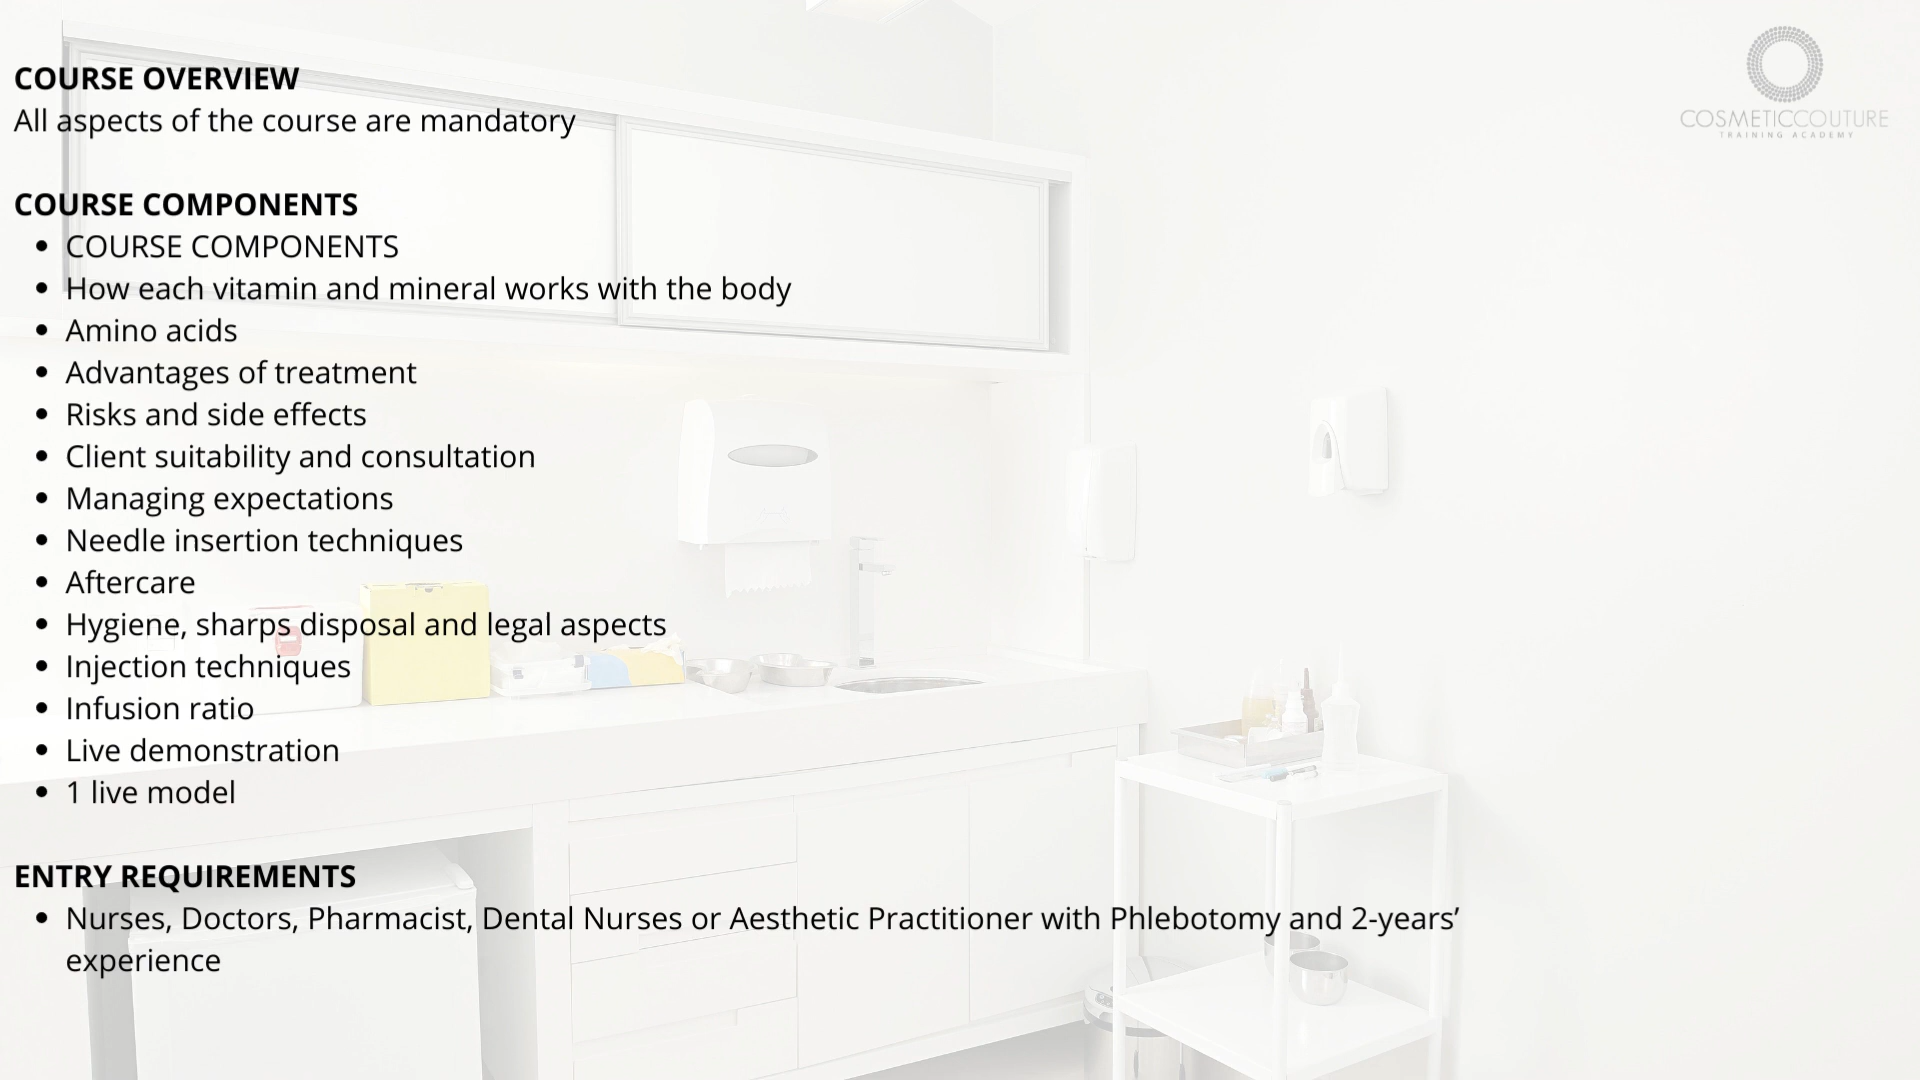 COSMETICCOUTURE
TRAINING ACADEMY
COURSE OVERVIEW
All aspects of the course are mandatory
COURSE COMPONENTS
• COURSE COMPONENTS
• How each vitamin and mineral works with the body
• Amino acids
• Advantages of treatment
• Risks and side effects
• Client suitability and consultation
• Managing expectations
• Needle insertion techniques
• Aftercare
• Hygiene, sharps disposal and legal aspects
• Injection techniques
• Infusion ratio
• Live demonstration
• 1 live model
ENTRY REQUIREMENTS
• Nurses, Doctors, Pharmacist, Dental Nurses or Aesthetic Practitioner with Phlebotomy and 2-years’
experience